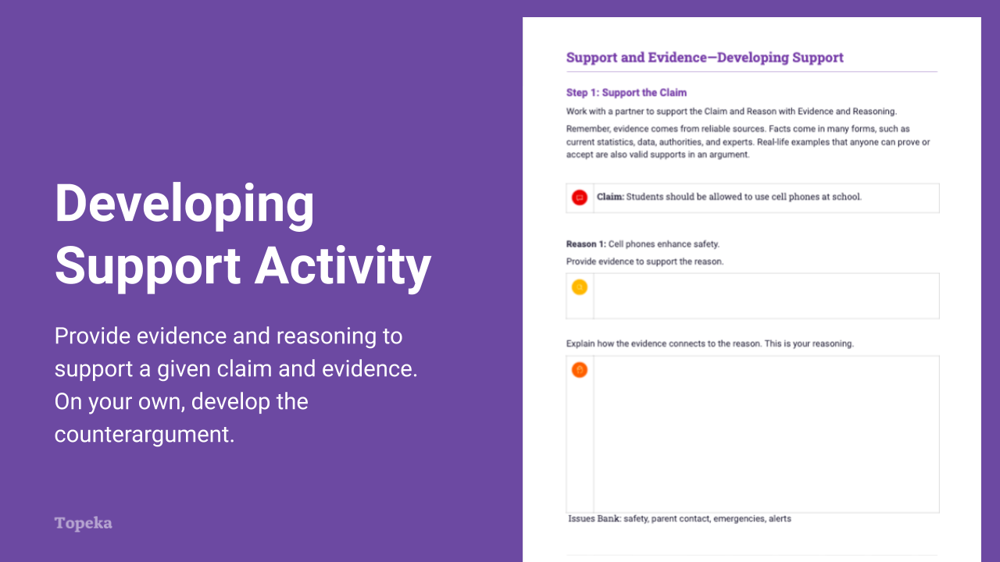 Developing
Support Activity
Provide evidence and reasoning to
support a given claim and evidence.
On your own, develop the
counterargument.
Topeka
Support and Evidence—Developing Support
Step 1: Support the Claim
Work with a partner to support the Claim and Reason with Evidence and Reasoning.
Remember, evidence comes from reliable sources. Facts come in many forms, such as
current statistics, data, authorities, and experts. Real-life examples that anyone can prove or
accept are also valid supports in an argument.
Claim: Students should be allowed to use cell phones at school.
Reason 1: Cell phones enhance safety.
Provide evidence to support the reason.
Explain how the evidence connects to the reason. This is your reasoning.
Issues Bank: safety, parent contact, emergencies, alerts